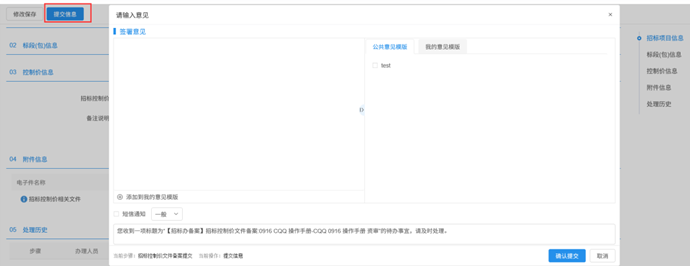 修改保存
提交信息
请输入意见
×
签署意见
02 标段(包)信息
公共意见模版
我的意见模版
test
03 控制价信息
招标控制价
备注说明
04 附件信息
电子件名称
招标控制价相关文件
添加到我的意见模版
短信通知
一般
05 处理历史
您收到一项标题为"【招标办备案】招标控制价文件备案 0916 CQQ 操作手册-CQQ 0916 操作手册 资审"的待办事宜。请及时处理。
步骤
办理人员
当前步骤：招标控制价文件备案提交
当前操作：提交信息
确认提交
取消
招标项目信息
标段(包)信息
控制价信息
附件信息
处理历史